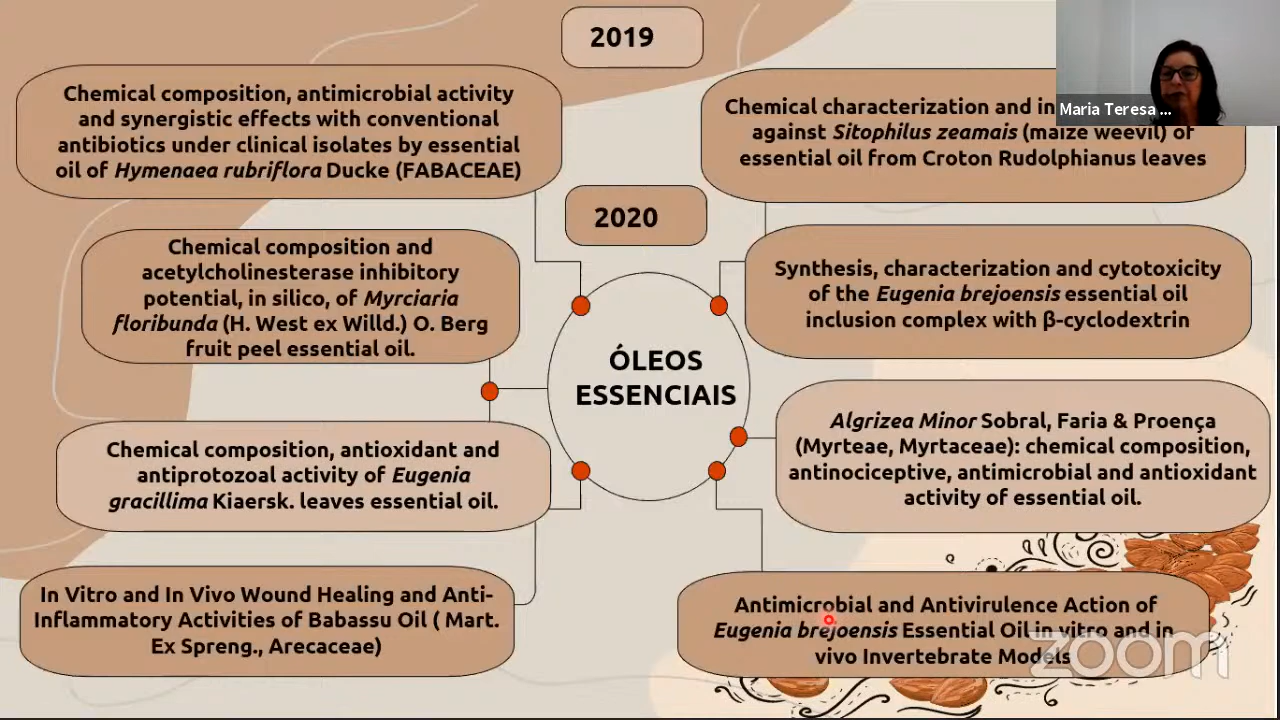 2019
Chemical composition, antimicrobial activity
and synergistic effects with conventional
antibiotics under clinical isolates by essential
oil of Hymenaea rubriflora Ducke (FABACEAE)
Chemical characterization and in
against Sitophilus zeamais (maize weevil) of
essential oil from Croton Rudolphianus leaves
Maria Teresa ...
2020
Chemical composition and
acetylcholinesterase inhibitory
potential, in silico, of Myrciaria
floribunda (H. West ex Willd.) O. Berg
fruit peel essential oil.
Synthesis, characterization and cytotoxicity
of the Eugenia brejoensis essential oil
inclusion complex with β-cyclodextrin
ÓLEOS
ESSENCIAIS
Chemical composition, antioxidant and
antiprotozoal activity of Eugenia
gracillima Kiaersk. leaves essential oil.
Algrizea Minor Sobral, Faria & Proença
(Myrteae, Myrtaceae): chemical composition,
antinociceptive, antimicrobial and antioxidant
activity of essential oil.
In Vitro and In Vivo Wound Healing and Anti-
Inflammatory Activities of Babassu Oil ( Mart.
Ex Spreng., Arecaceae)
Antimicrobial and Antivirulence Action of
Eugenia brejoensis Essential Oil in vitro and in
vivo Invertebrate Models
zoom